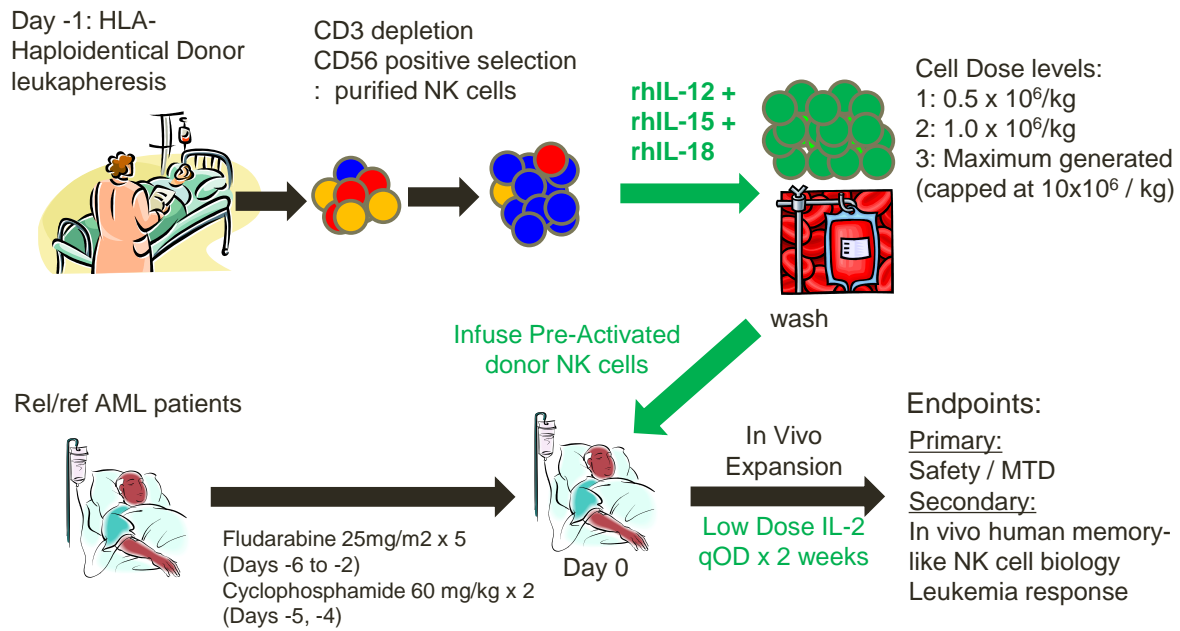 Day -1: HLA-
Haploidentical Donor
leukapheresis
CD3 depletion
CD56 positive selection
: purified NK cells
rhIL-12 +
rhIL-15 +
rhIL-18
Cell Dose levels:
1: 0.5 x 10⁶/kg
2: 1.0 x 10⁶/kg
3: Maximum generated
(capped at 10x10⁶ / kg)
wash
Infuse Pre-Activated
donor NK cells
Rel/ref AML patients
Fludarabine 25mg/m2 x 5
(Days -6 to -2)
Cyclophosphamide 60 mg/kg x 2
(Days -5, -4)
Day 0
In Vivo
Expansion
Low Dose IL-2
qOD x 2 weeks
Endpoints:
Primary:
Safety / MTD
Secondary:
In vivo human memory-
like NK cell biology
Leukemia response